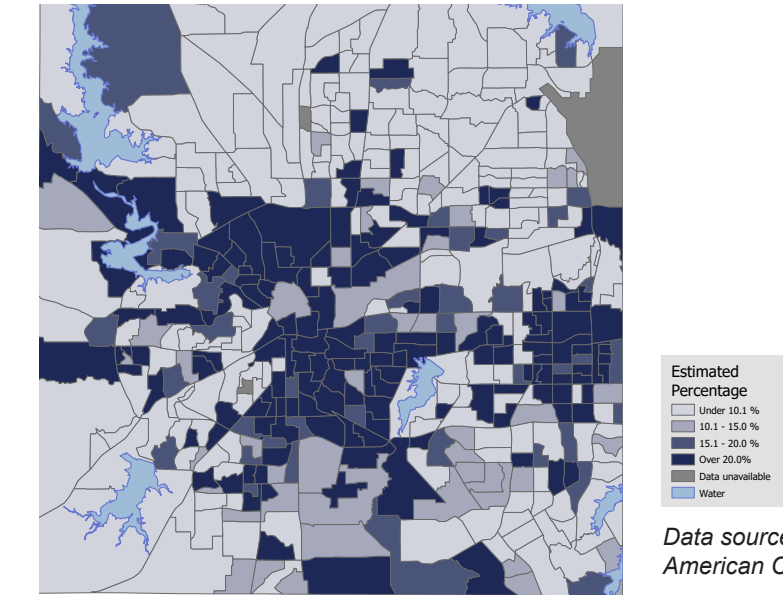 Estimated
Percentage
Under 10.1 %
10.1 - 15.0 %
15.1 - 20.0 %
Over 20.0%
Data unavailable
Water
Data source
American C